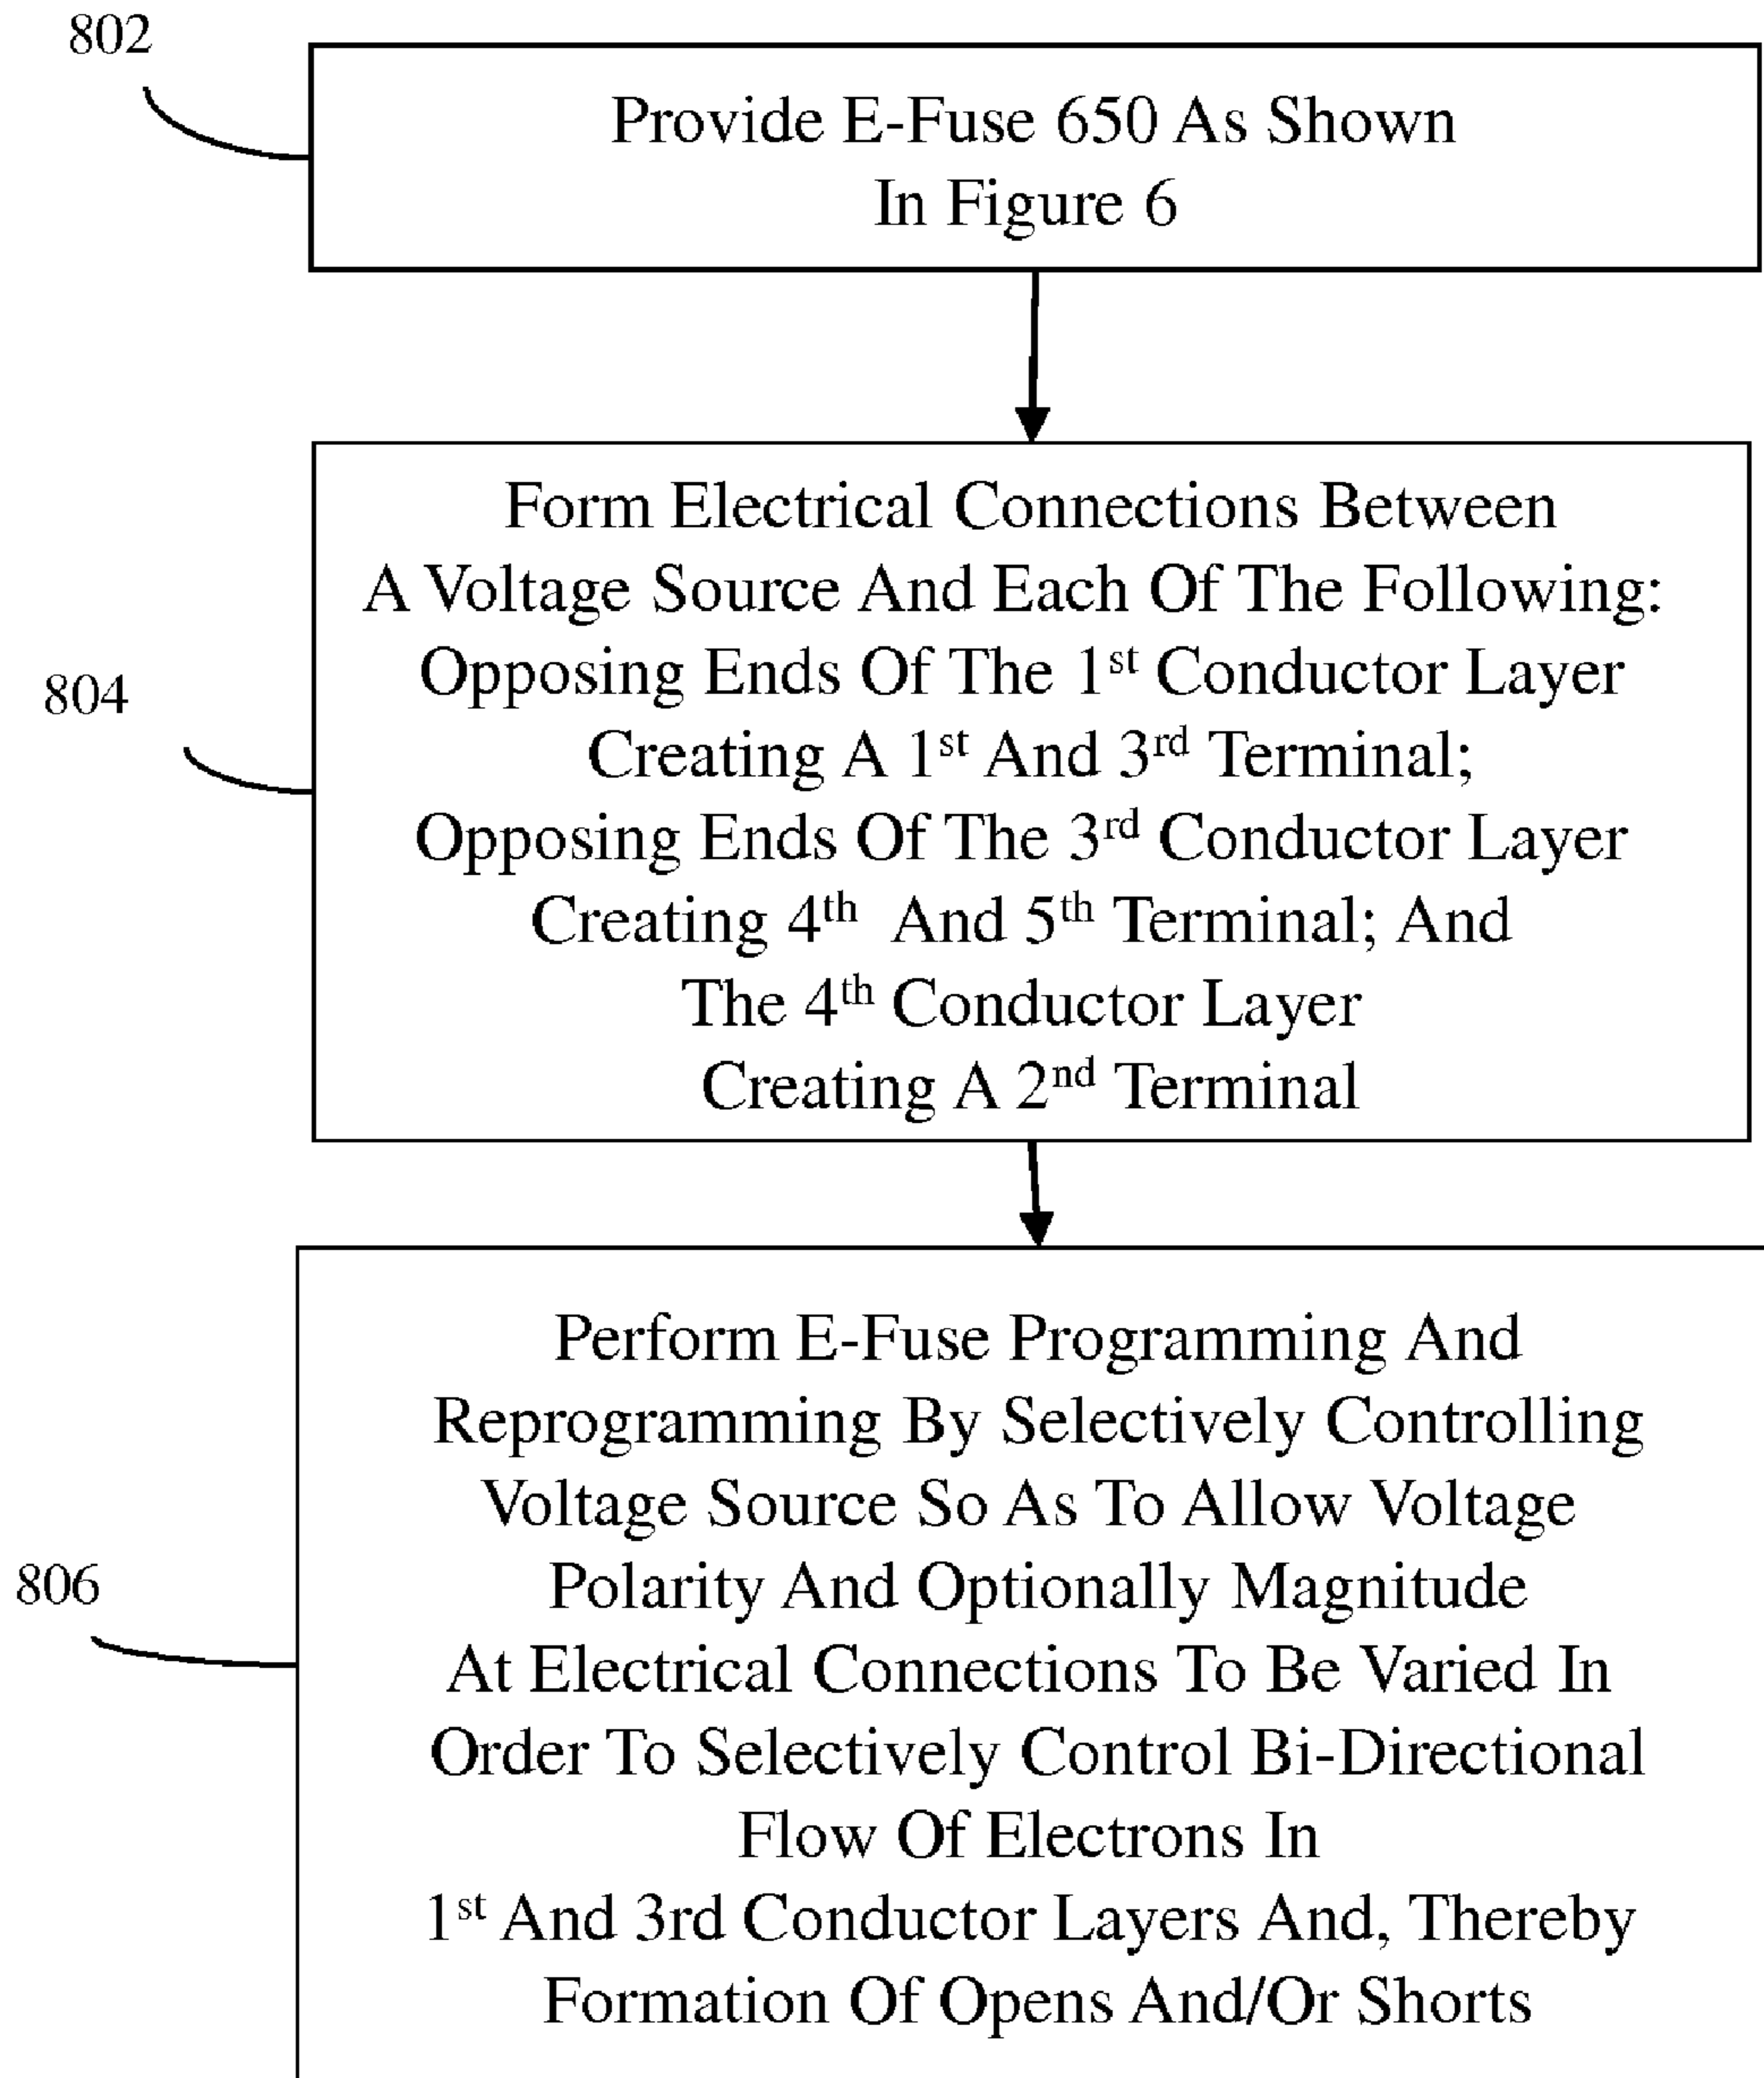 802
Provide E-Fuse 650 As Shown
In Figure 6
804
Form Electrical Connections Between
A Voltage Source And Each Of The Following:
Opposing Ends Of The 1st Conductor Layer
Creating A 1st And 3rd Terminal;
Opposing Ends Of The 3rd Conductor Layer
Creating 4th And 5th Terminal; And
The 4th Conductor Layer
Creating A 2nd Terminal
806
Perform E-Fuse Programming And
Reprogramming By Selectively Controlling
Voltage Source So As To Allow Voltage
Polarity And Optionally Magnitude
At Electrical Connections To Be Varied In
Order To Selectively Control Bi-Directional
Flow Of Electrons In
1st And 3rd Conductor Layers And, Thereby
Formation Of Opens And/Or Shorts